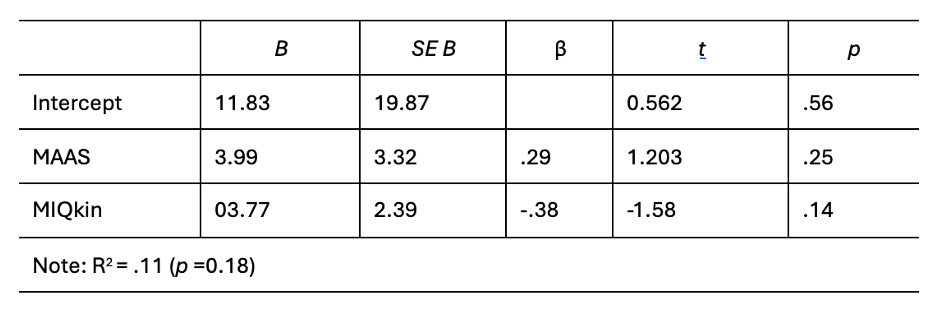 B SE B β t p
Intercept 11.83 19.87 0.562 .56
MAAS 3.99 3.32 .29 1.203 .25
MIQkin 03.77 2.39 -.38 -1.58 .14
Note: R² = .11 (p =0.18)